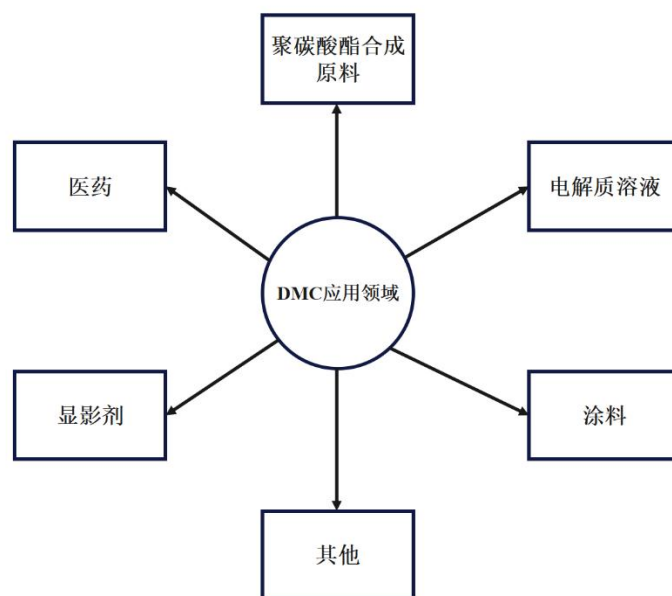 聚碳酸酯合成
原料
医药
电解质溶液
DMC应用领域
显影剂
涂料
其他